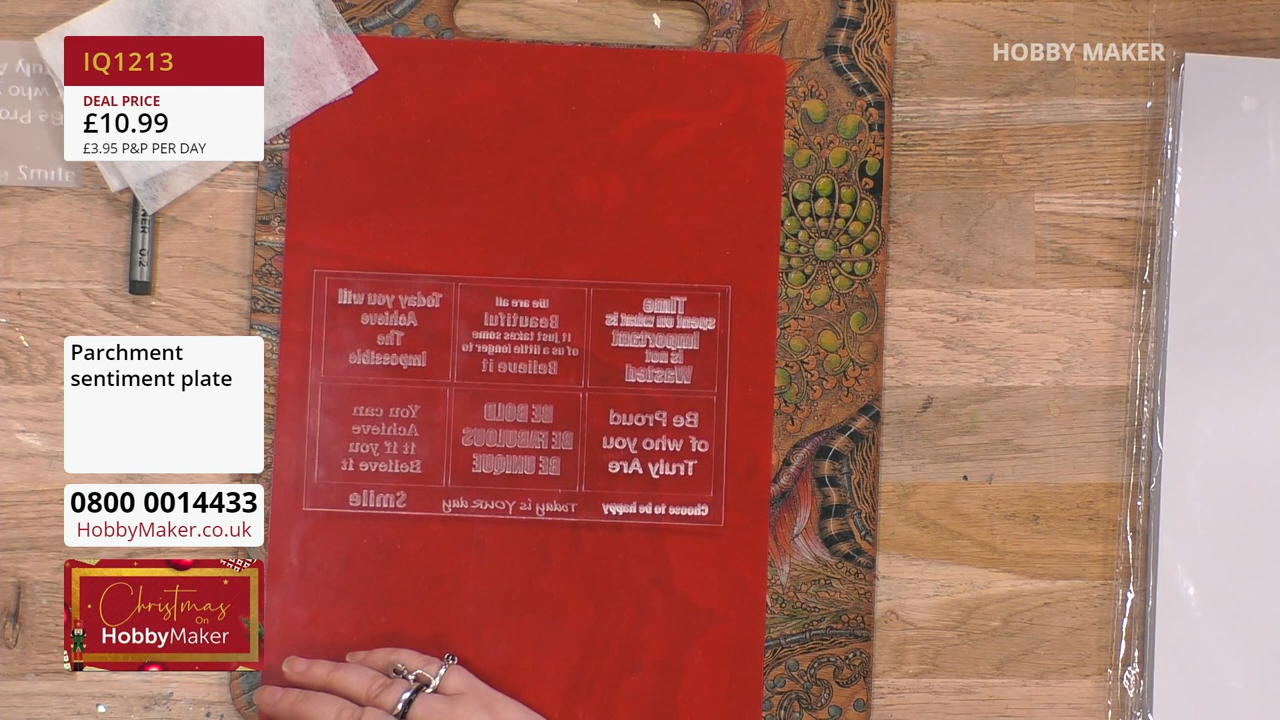 IQ1213
DEAL PRICE
£10.99
£3.95 P&P PER DAY
HOBBY MAKER
Smile
0.2
Parchment
sentiment plate
0800 0014433
HobbyMaker.co.uk
Christmas
On
HobbyMaker
Today you will
Achieve
The
Impossible
We are all
Beautiful
it just takes some
of us a little longer to
Believe it
Time
spent on what is
Important
is not
Wasted
You can
Achieve
it if you
Believe it
BE BOLD
BE FABULOUS
BE UNIQUE
Be Proud
of who you
Truly Are
Smile
Today is YOUR day
Choose to be happy